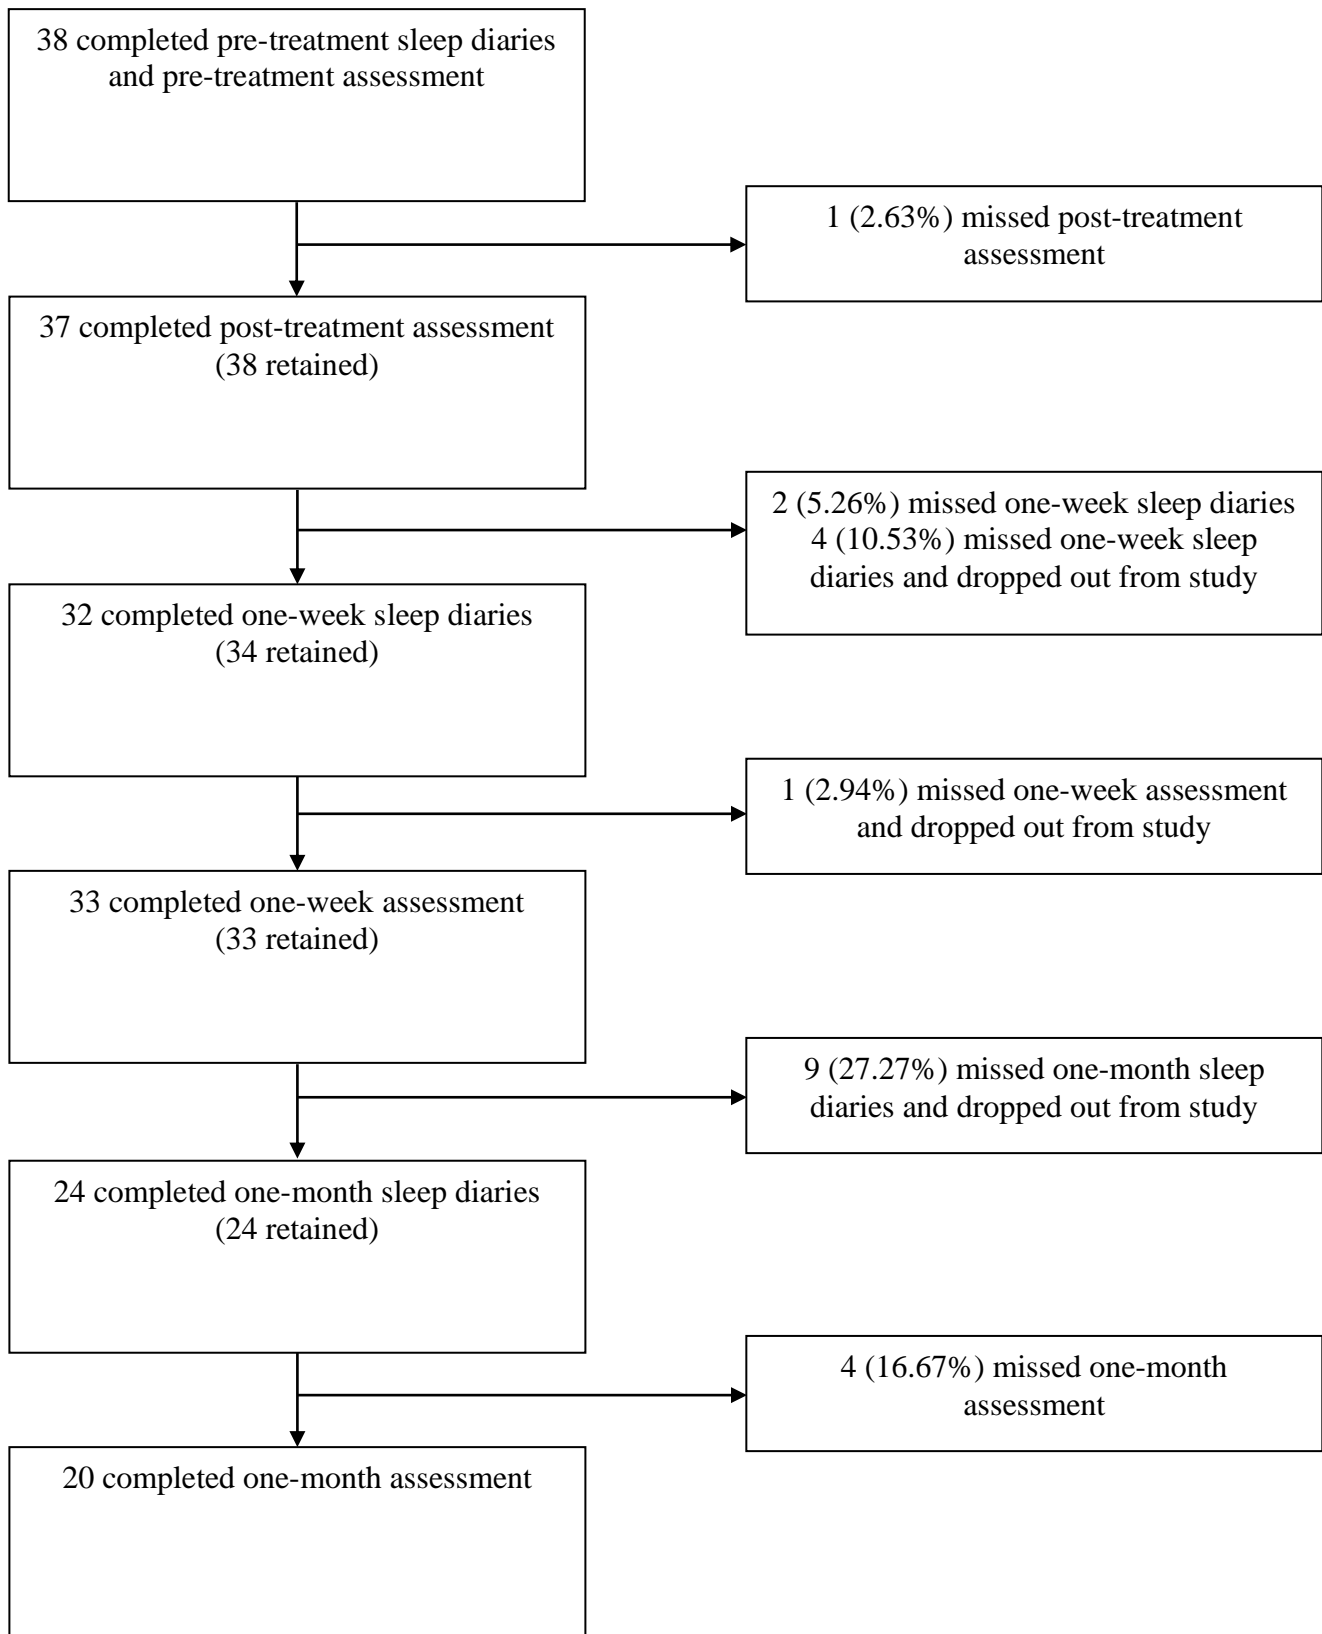 38 completed pre-treatment sleep diaries
and pre-treatment assessment
1 (2.63%) missed post-treatment
assessment
37 completed post-treatment assessment
(38 retained)
2 (5.26%) missed one-week sleep diaries
4 (10.53%) missed one-week sleep
diaries and dropped out from study
32 completed one-week sleep diaries
(34 retained)
1 (2.94%) missed one-week assessment
and dropped out from study
33 completed one-week assessment
(33 retained)
9 (27.27%) missed one-month sleep
diaries and dropped out from study
24 completed one-month sleep diaries
(24 retained)
4 (16.67%) missed one-month
assessment
20 completed one-month assessment